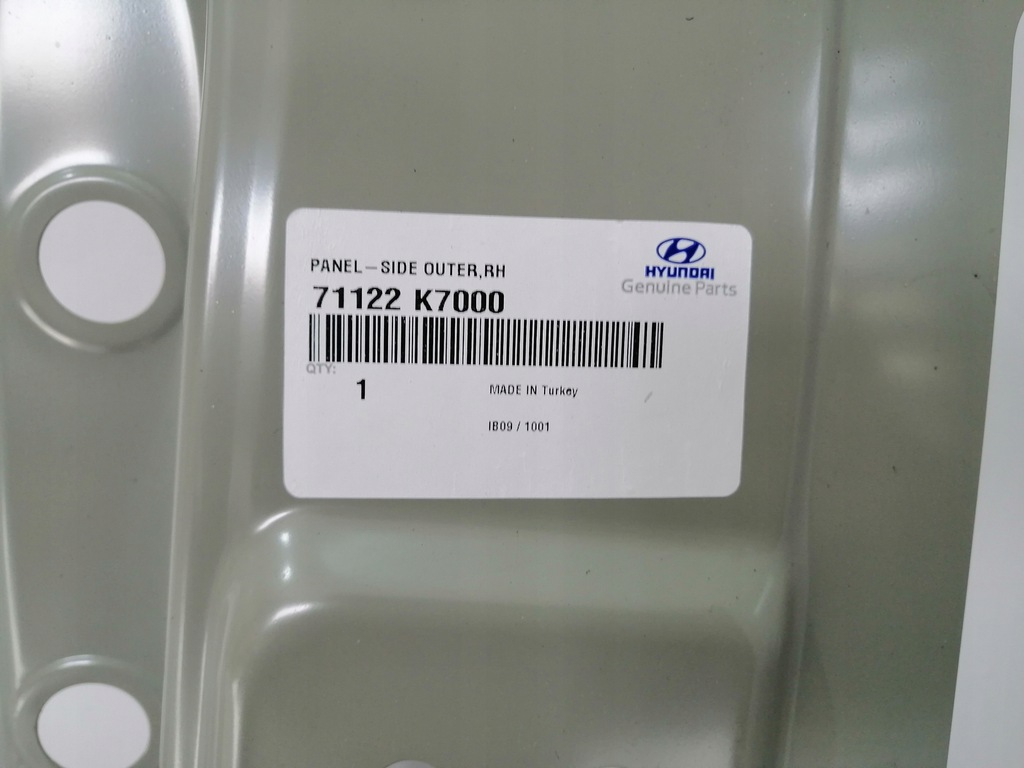 PANEL-SIDE OUTER,RH
71122 K7000
HYUNDAI
Genuine Parts
QTY:
1
MADE IN Turkey
IB09 / 1001